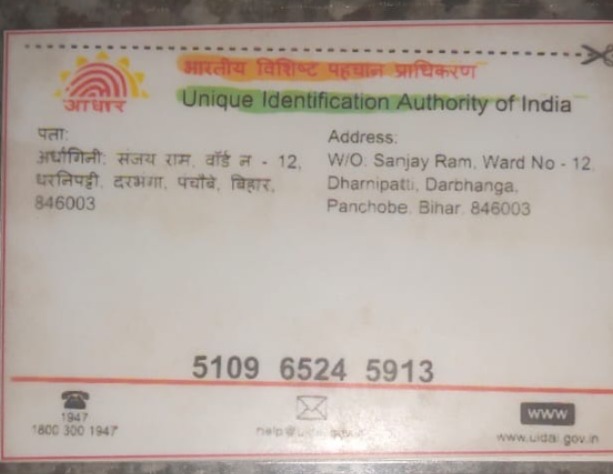 भारतीय विशिष्ट पहचान प्राधिकरण
Unique Identification Authority of India
आधार
पता:
अर्धांगिनी: संजय राम, वॉर्ड न - 12,
धरनिपट्टी, दरभंगा, पंचोबे, बिहार,
846003
Address:
W/O: Sanjay Ram, Ward No - 12,
Dharnipatti, Darbhanga,
Panchobe, Bihar, 846003
5109 6524 5913
1947
1800 300 1947
www
www.uidai.gov.in